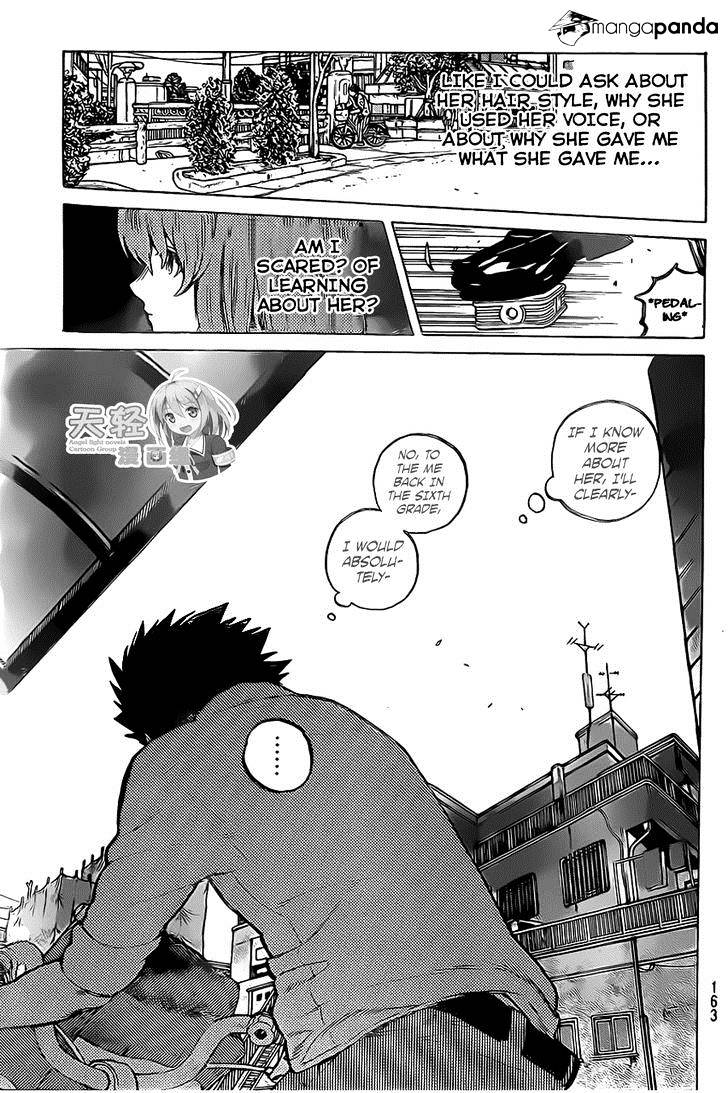 mangapanda
LIKE I COULD ASK ABOUT
HER HAIR STYLE, WHY SHE
USED HER VOICE, OR
ABOUT WHY SHE GAVE ME
WHAT SHE GAVE ME...
AM I
SCARED? OF
LEARNING
ABOUT HER?
*PEDAL-
ING*
天轻
Angel light novels
Cartoon Group
漫画组
IF I KNOW
MORE
ABOUT
HER, I'LL
CLEARLY-
NO, TO
THE ME
BACK IN
THE SIXTH
GRADE,
I WOULD
ABSOLU-
TELY-
......
163